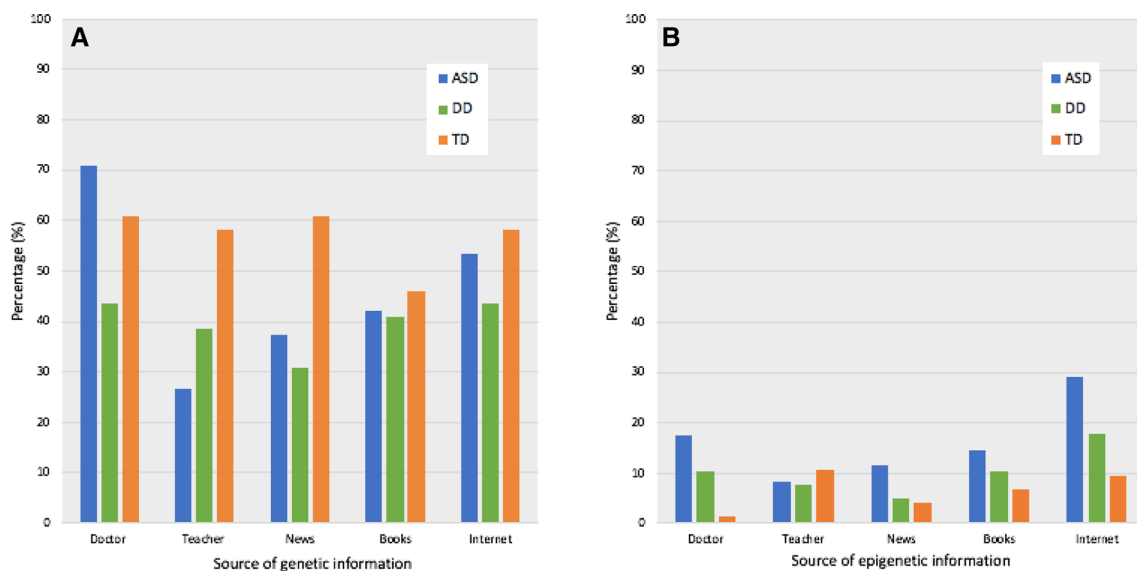 A
ASD
DD
TD
Percentage (%)
100
90
80
70
60
50
40
30
20
10
0
Doctor
Teacher
News
Books
Internet
Source of genetic information
B
ASD
DD
TD
Percentage (%)
100
90
80
70
60
50
40
30
20
10
0
Doctor
Teacher
News
Books
Internet
Source of epigenetic information